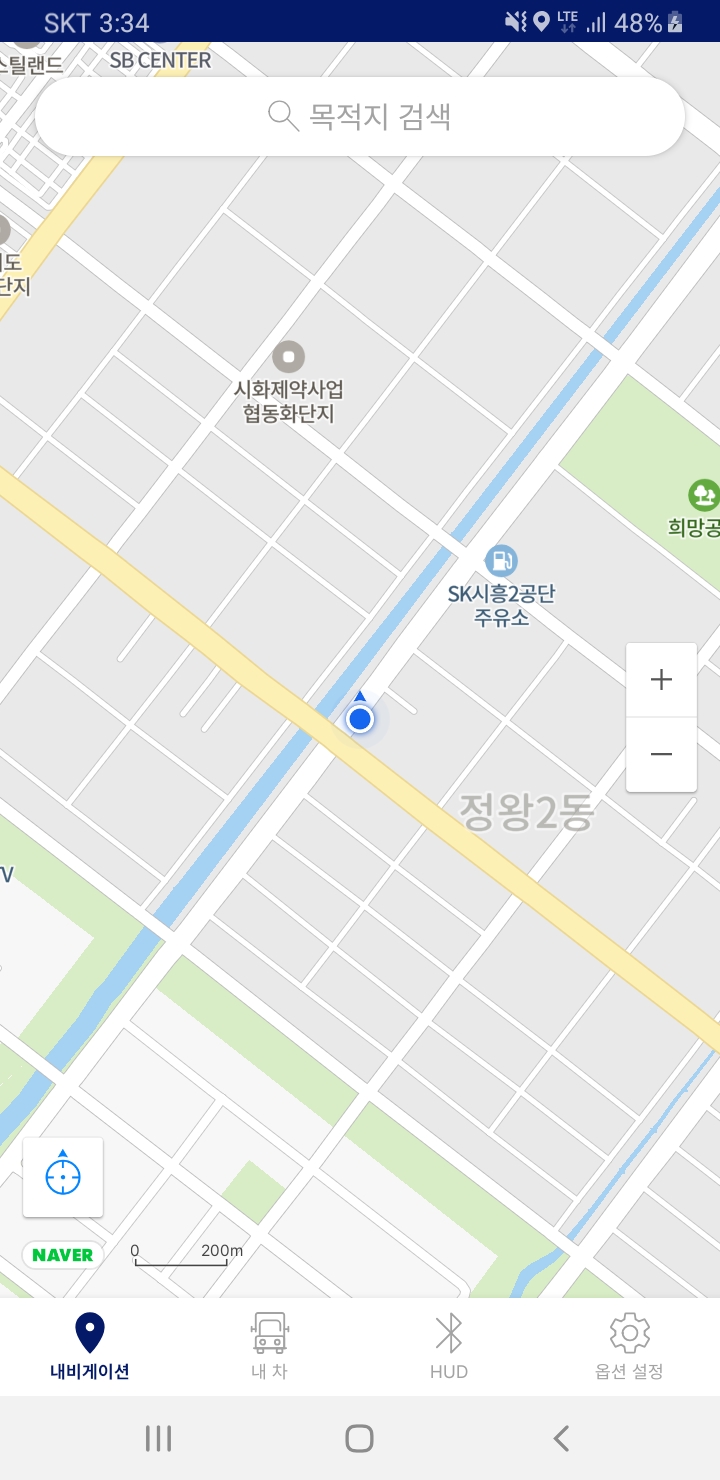 SKT 3:34
LTE
48%
스틸랜드
SB CENTER
목적지 검색
단지
시화제약사업
협동화단지
희망공
SK시흥2공단
주유소
정왕2동
NAVER
0 200m
내비게이션
내 차
HUD
옵션 설정